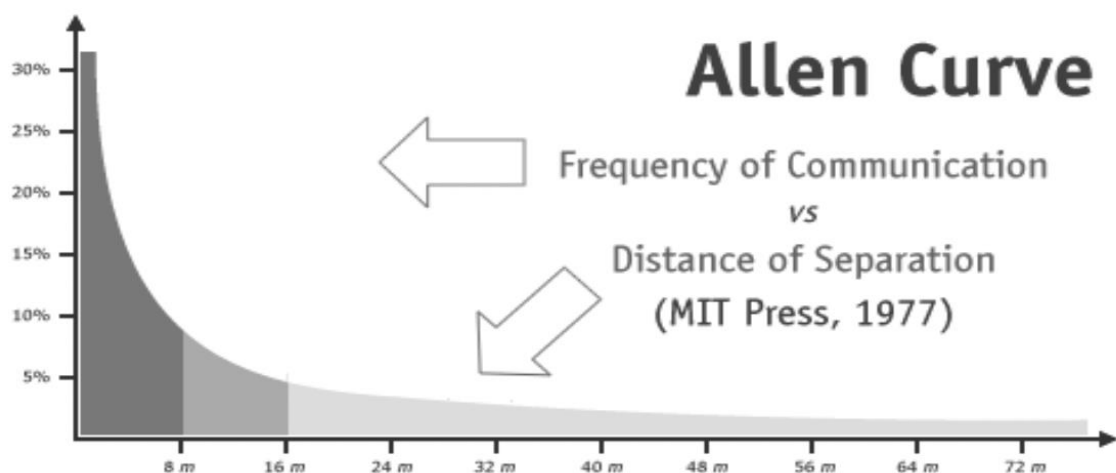 Allen Curve
Frequency of Communication
vs
Distance of Separation
(MIT Press, 1977)
30%
25%
20%
15%
10%
5%
8 m 16 m 24 m 32 m 40 m 48 m 56 m 64 m 72 m